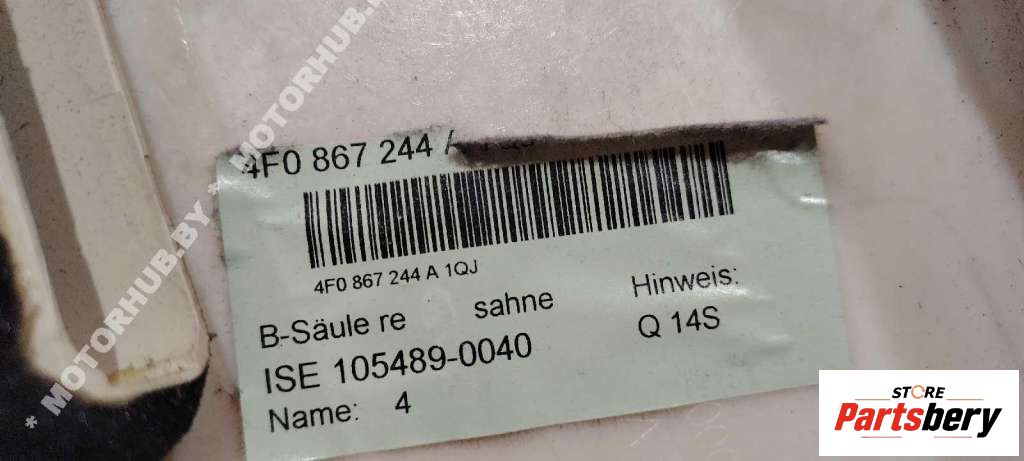 * MOTORHUB.BY * MOTORHUB.BY
4F0 867 244
4F0 867 244 A 1QJ
B-Säule re sahne Hinweis:
ISE 105489-0040 Q 14S
Name: 4
STORE
Partsbery